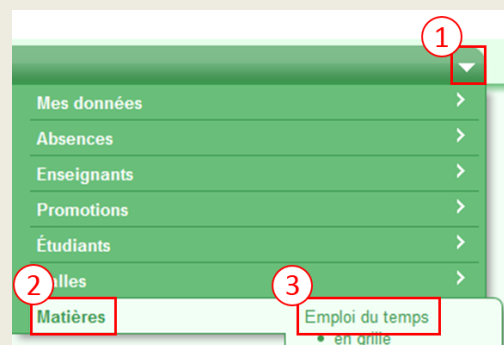 1
Mes données
Absences
Enseignants
Promotions
Étudiants
2 alles
3
Matières
Emploi du temps
en grille